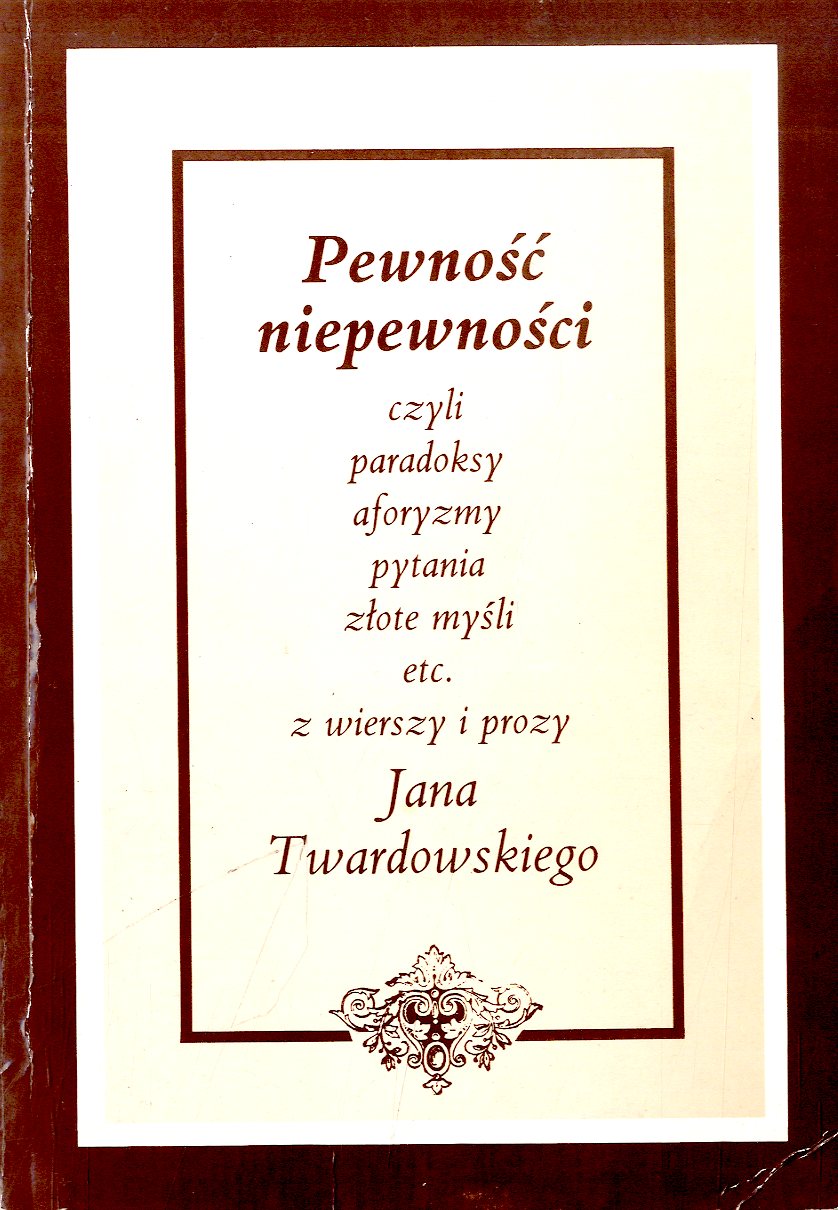 Pewność
niepewności
czyli
paradoksy
aforyzmy
pytania
złote myśli
etc.
z wierszy i prozy
Jana
Twardowskiego